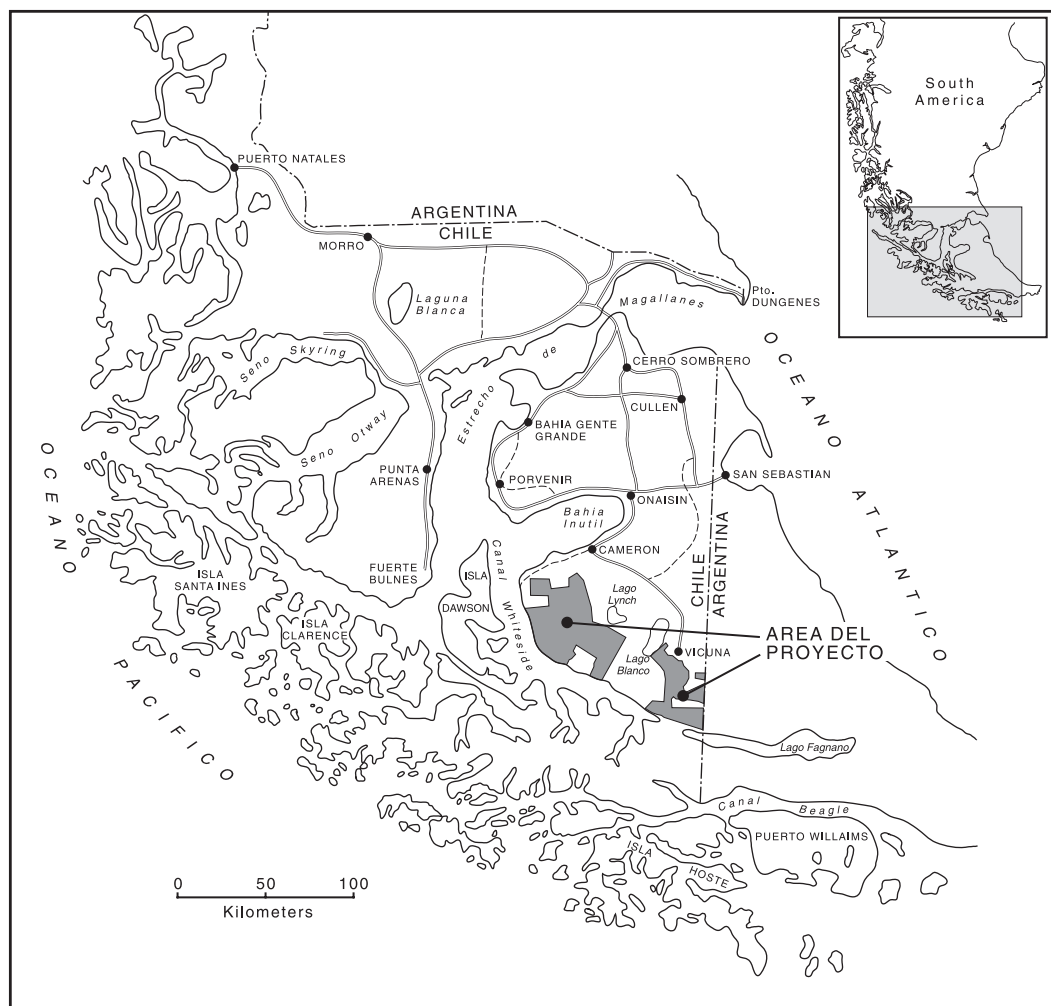 South
America
PUERTO NATALES
ARGENTINA
CHILE
MORRO
Laguna
Blanca
Magallanes
Pto.
DUNGENES
Estrecho de
Seno Skyring
CERRO SOMBRERO
CULLEN
Seno Otway
BAHIA GENTE
GRANDE
PUNTA
ARENAS
PORVENIR
SAN SEBASTIAN
ONAISIN
Bahia
Inutil
CAMERON
OCEANO ATLANTICO
OCEANO PACIFICO
CHILE
ARGENTINA
FUERTE
BULNES
ISLA
DAWSON
Canal Whiteside
ISLA
SANTA INES
ISLA
CLARENCE
Lago
Lynch
Lago
Blanco
VICUNA
AREA DEL
PROYECTO
Lago Fagnano
Canal Beagle
PUERTO WILLAIMS
ISLA
HOSTE
0 50 100
Kilometers